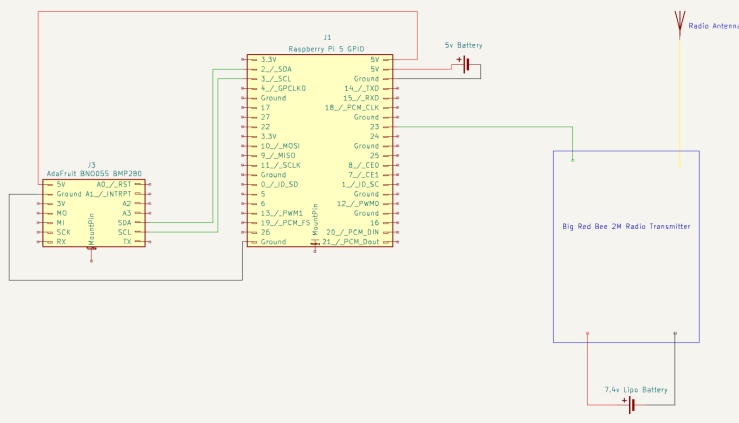 J1
Raspberry Pi 5 GPIO
3.3V
5V
2_/_SDA
5V
3_/_SCL
Ground
4_/_GPCLK0
14_/_TXD
Ground
15_/_RXD
17
18_/_PCM_CLK
27
Ground
22
23
3.3V
24
10_/_MOSI
Ground
9_/_MISO
25
11_/_SCLK
8_/_CE0
Ground
7_/_CE1
0_/_ID_SD
1_/_ID_SC
5
Ground
6
12_/_PWM0
13_/_PWM1
Ground
19_/_PCM_FS
16
26
20_/_PCM_DIN
Ground
21_/_PCM_Dout
MountPin
5v Battery
+
Radio Antenna
J3
AdaFruit BNO055 BMP280
5V
A0_/_RST
Ground
A1_/_INTRPT
3V
A2
MO
A3
MI
SDA
SCK
SCL
RX
TX
MountPin
Big Red Bee 2M Radio Transmitter
7.4v Lipo Battery
+